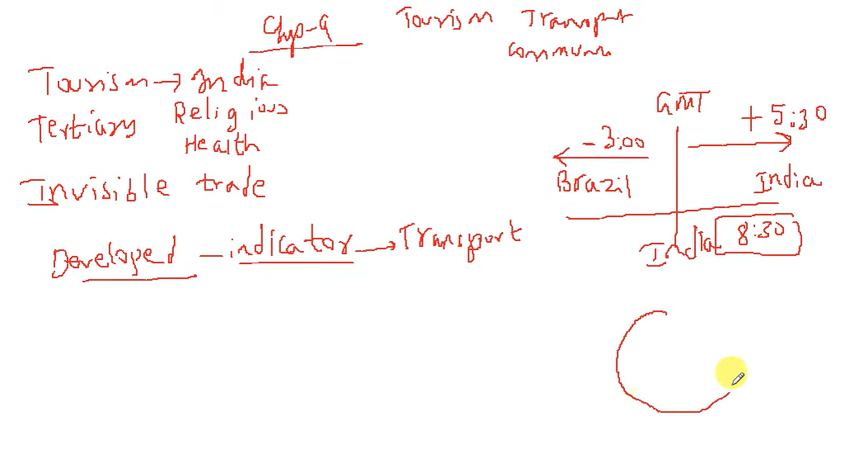 Chp-9
Tourism Transport
Commun
Tourism → India
Tertiary Religious
Health
Invisible trade
Developed - indicator → Transport
GMT
- 3:00 + 5:30
Brazil India
India 8:30